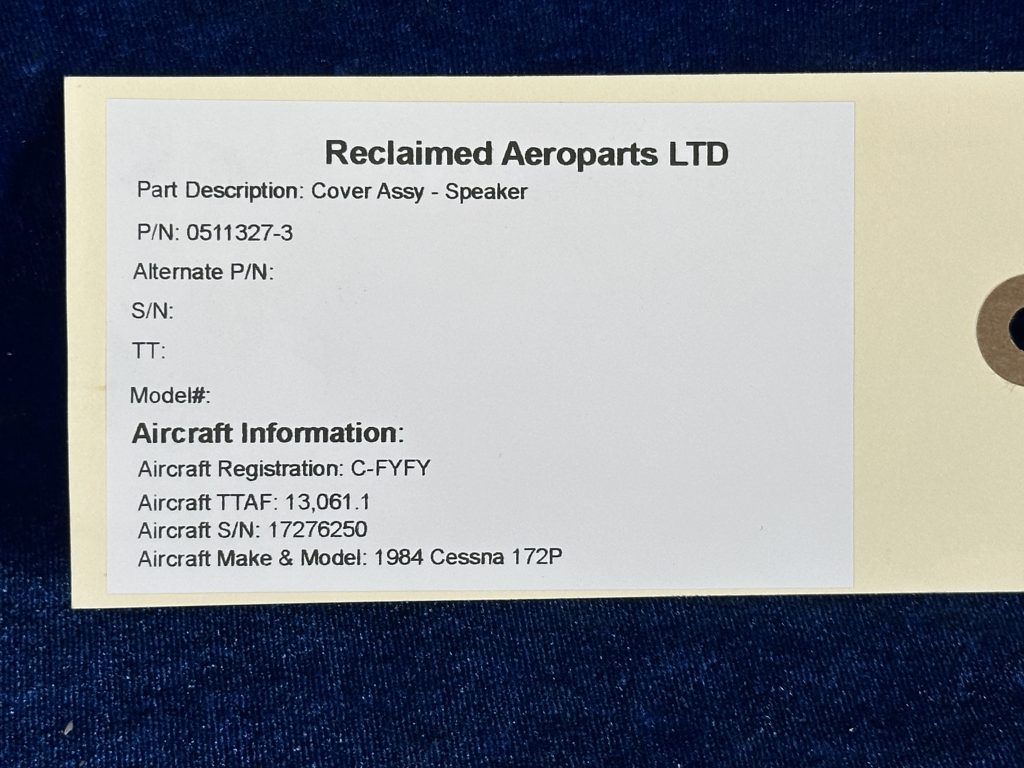 Reclaimed Aeroparts LTD
Part Description: Cover Assy - Speaker
P/N: 0511327-3
Alternate P/N:
S/N:
TT:
Model#:
Aircraft Information:
Aircraft Registration: C-FYFY
Aircraft TTAF: 13,061.1
Aircraft S/N: 17276250
Aircraft Make & Model: 1984 Cessna 172P